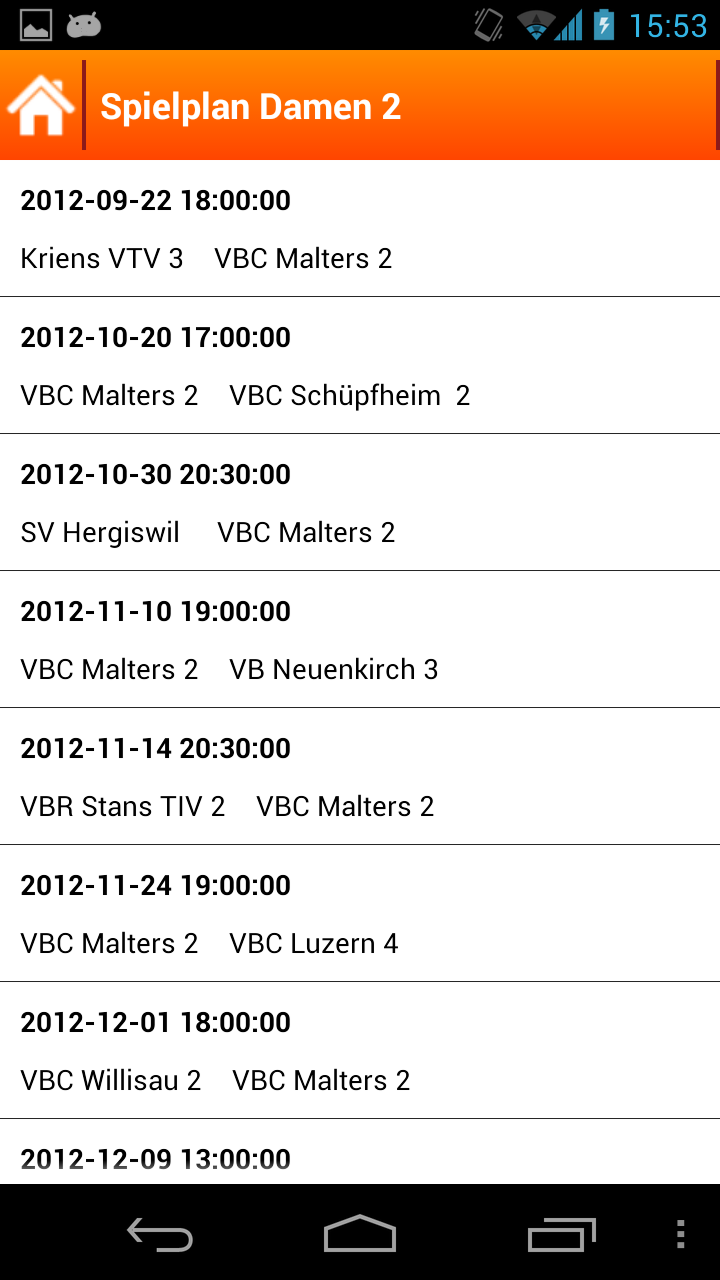 15:53
Spielplan Damen 2
2012-09-22 18:00:00
Kriens VTV 3 VBC Malters 2
2012-10-20 17:00:00
VBC Malters 2 VBC Schüpfheim 2
2012-10-30 20:30:00
SV Hergiswil VBC Malters 2
2012-11-10 19:00:00
VBC Malters 2 VB Neuenkirch 3
2012-11-14 20:30:00
VBR Stans TIV 2 VBC Malters 2
2012-11-24 19:00:00
VBC Malters 2 VBC Luzern 4
2012-12-01 18:00:00
VBC Willisau 2 VBC Malters 2
2012-12-09 13:00:00